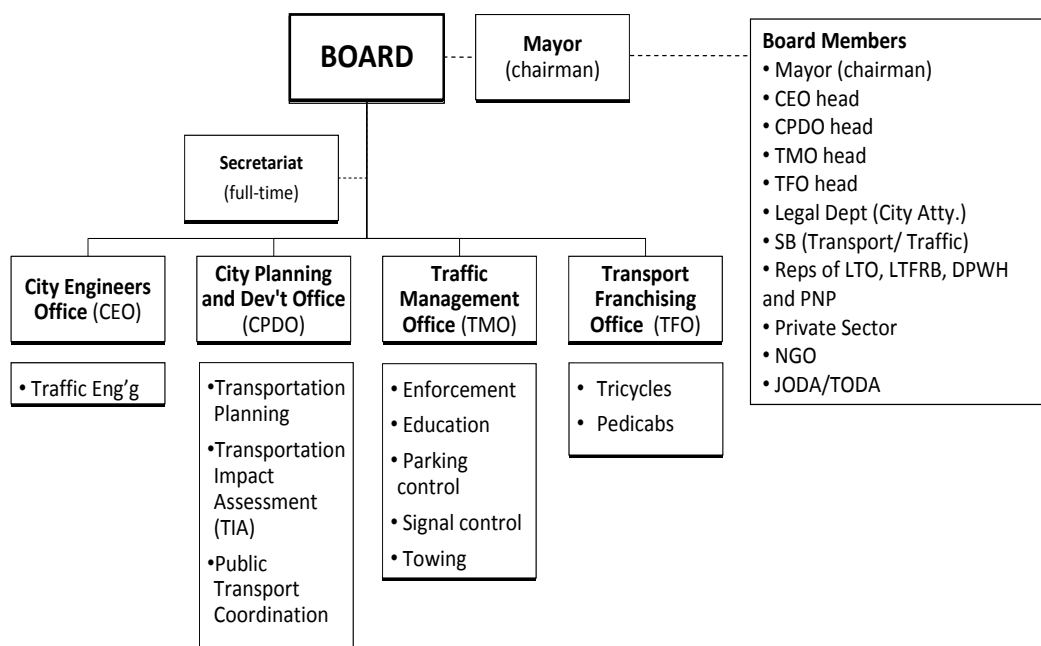 BOARD
Mayor
(chairman)
Board Members
• Mayor (chairman)
• CEO head
• CPDO head
• TMO head
• TFO head
• Legal Dept (City Atty.)
• SB (Transport/ Traffic)
• Reps of LTO, LTFRB, DPWH
and PNP
• Private Sector
• NGO
• JODA/TODA
Secretariat
(full-time)
City Engineers
Office (CEO)
• Traffic Eng’g
City Planning
and Dev't Office
(CPDO)
•Transportation
Planning
•Transportation
Impact
Assessment
(TIA)
•Public
Transport
Coordination
Traffic
Management
Office (TMO)
• Enforcement
• Education
• Parking
control
• Signal control
• Towing
Transport
Franchising
Office (TFO)
• Tricycles
• Pedicabs